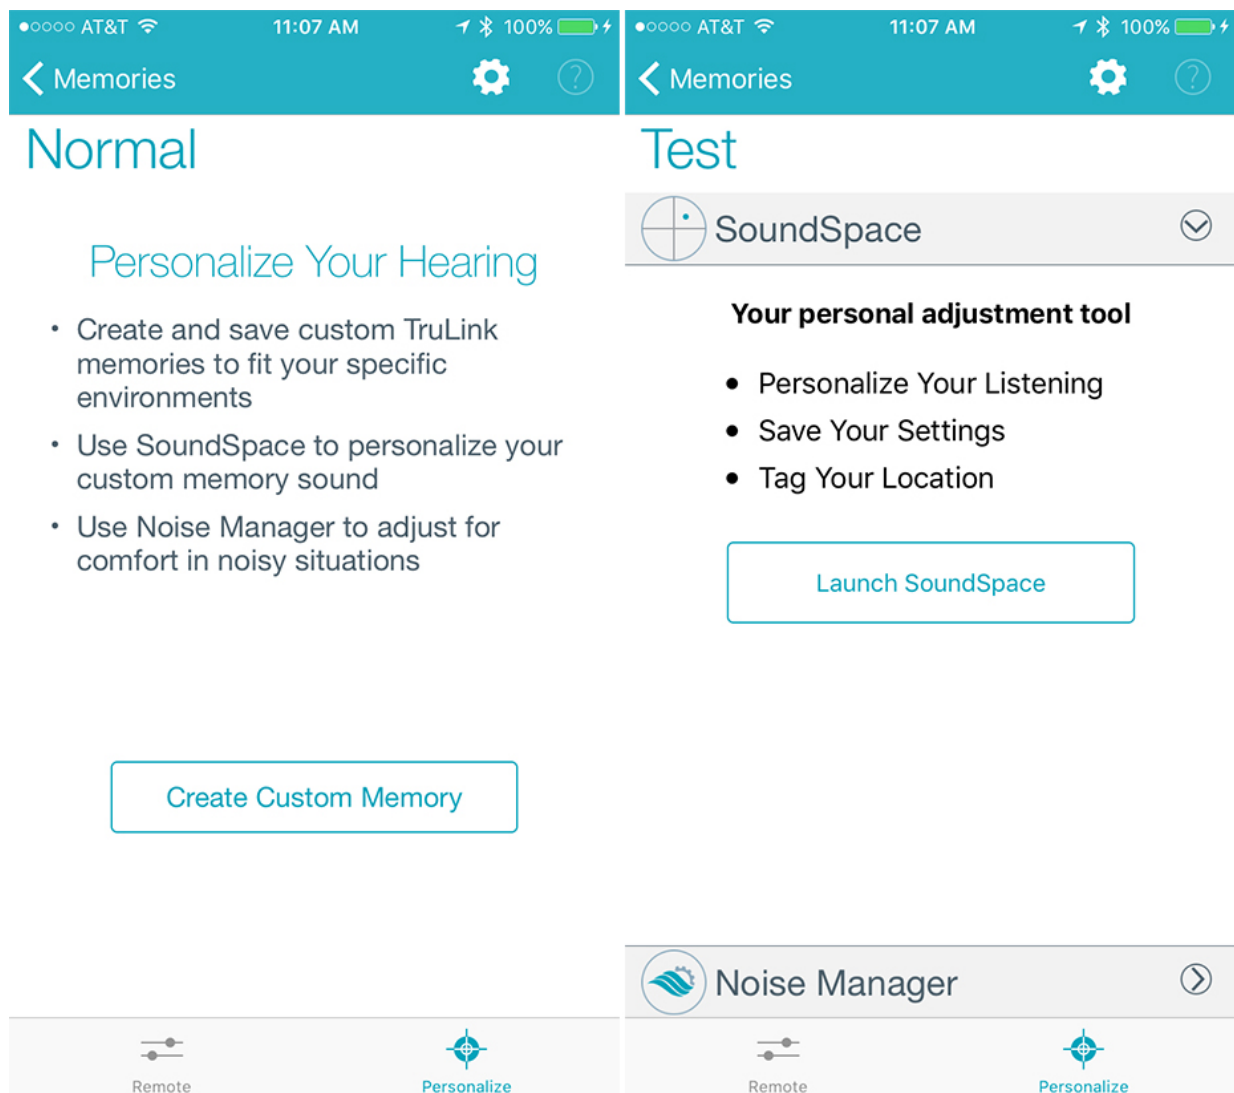 AT&T 11:07 AM 100%
Memories
Normal
Personalize Your Hearing
• Create and save custom TruLink
memories to fit your specific
environments
• Use SoundSpace to personalize your
custom memory sound
• Use Noise Manager to adjust for
comfort in noisy situations
Create Custom Memory
Remote Personalize
AT&T 11:07 AM 100%
Memories
Test
SoundSpace
Your personal adjustment tool
• Personalize Your Listening
• Save Your Settings
• Tag Your Location
Launch SoundSpace
Noise Manager
Remote Personalize